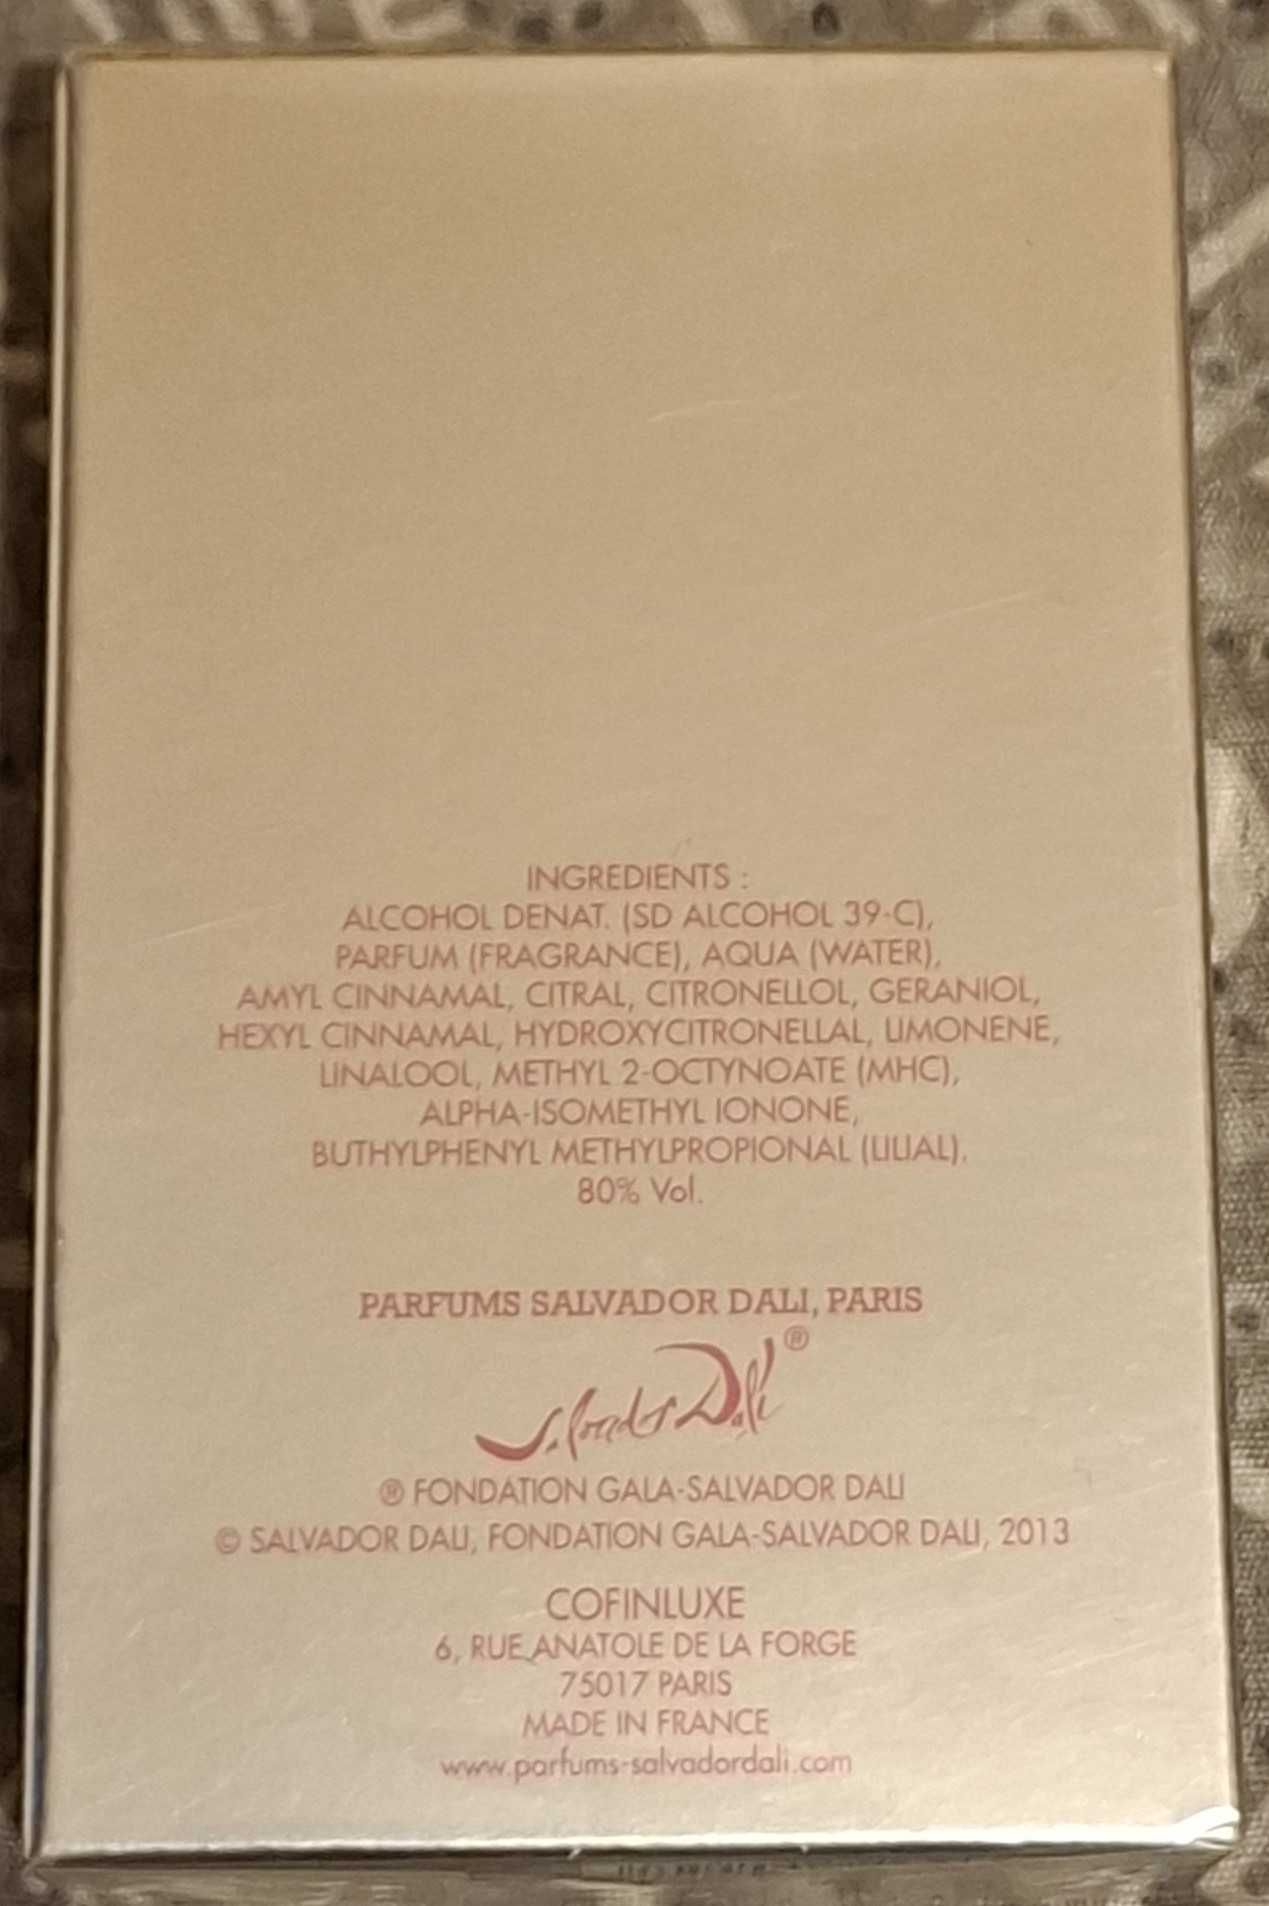 INGREDIENTS :
ALCOHOL DENAT. (SD ALCOHOL 39-C),
PARFUM (FRAGRANCE), AQUA (WATER),
AMYL CINNAMAL, CITRAL, CITRONELLOL, GERANIOL,
HEXYL CINNAMAL, HYDROXYCITRONELLAL, LIMONENE,
LINALOOL, METHYL 2-OCTYNOATE (MHC),
ALPHA-ISOMETHYL IONONE,
BUTHYLPHENYL METHYLPROPIONAL (LILIAL).
80% Vol.
PARFUMS SALVADOR DALI, PARIS
Salvador Dalí ®
® FONDATION GALA-SALVADOR DALI
© SALVADOR DALI, FONDATION GALA-SALVADOR DALI, 2013
COFINLUXE
6, RUE ANATOLE DE LA FORGE
75017 PARIS
MADE IN FRANCE
www.parfums-salvadordali.com